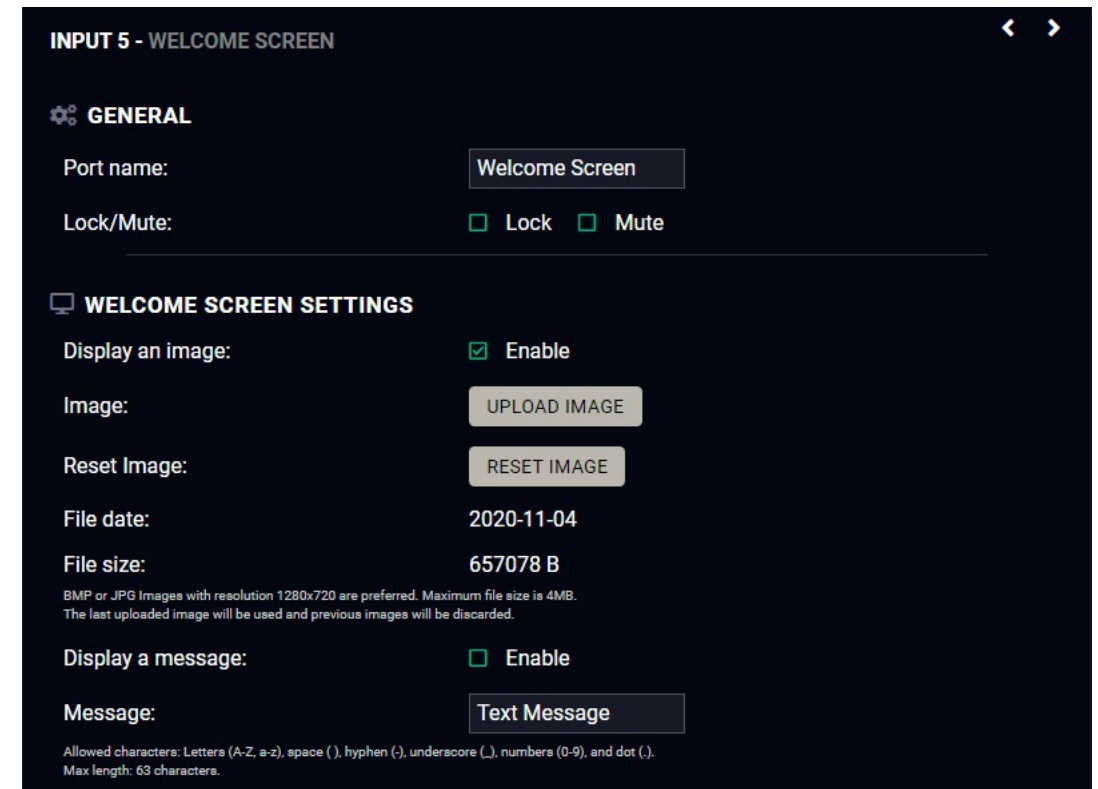 INPUT 5 - WELCOME SCREEN
GENERAL
Port name: Welcome Screen
Lock/Mute: Lock Mute
WELCOME SCREEN SETTINGS
Display an image: Enable
Image: UPLOAD IMAGE
Reset Image: RESET IMAGE
File date: 2020-11-04
File size: 657078 B
BMP or JPG Images with resolution 1280x720 are preferred. Maximum file size is 4MB.
The last uploaded image will be used and previous images will be discarded.
Display a message: Enable
Message: Text Message
Allowed characters: Letters (A-Z, a-z), space ( ), hyphen (-), underscore (_), numbers (0-9), and dot (.).
Max length: 63 characters.